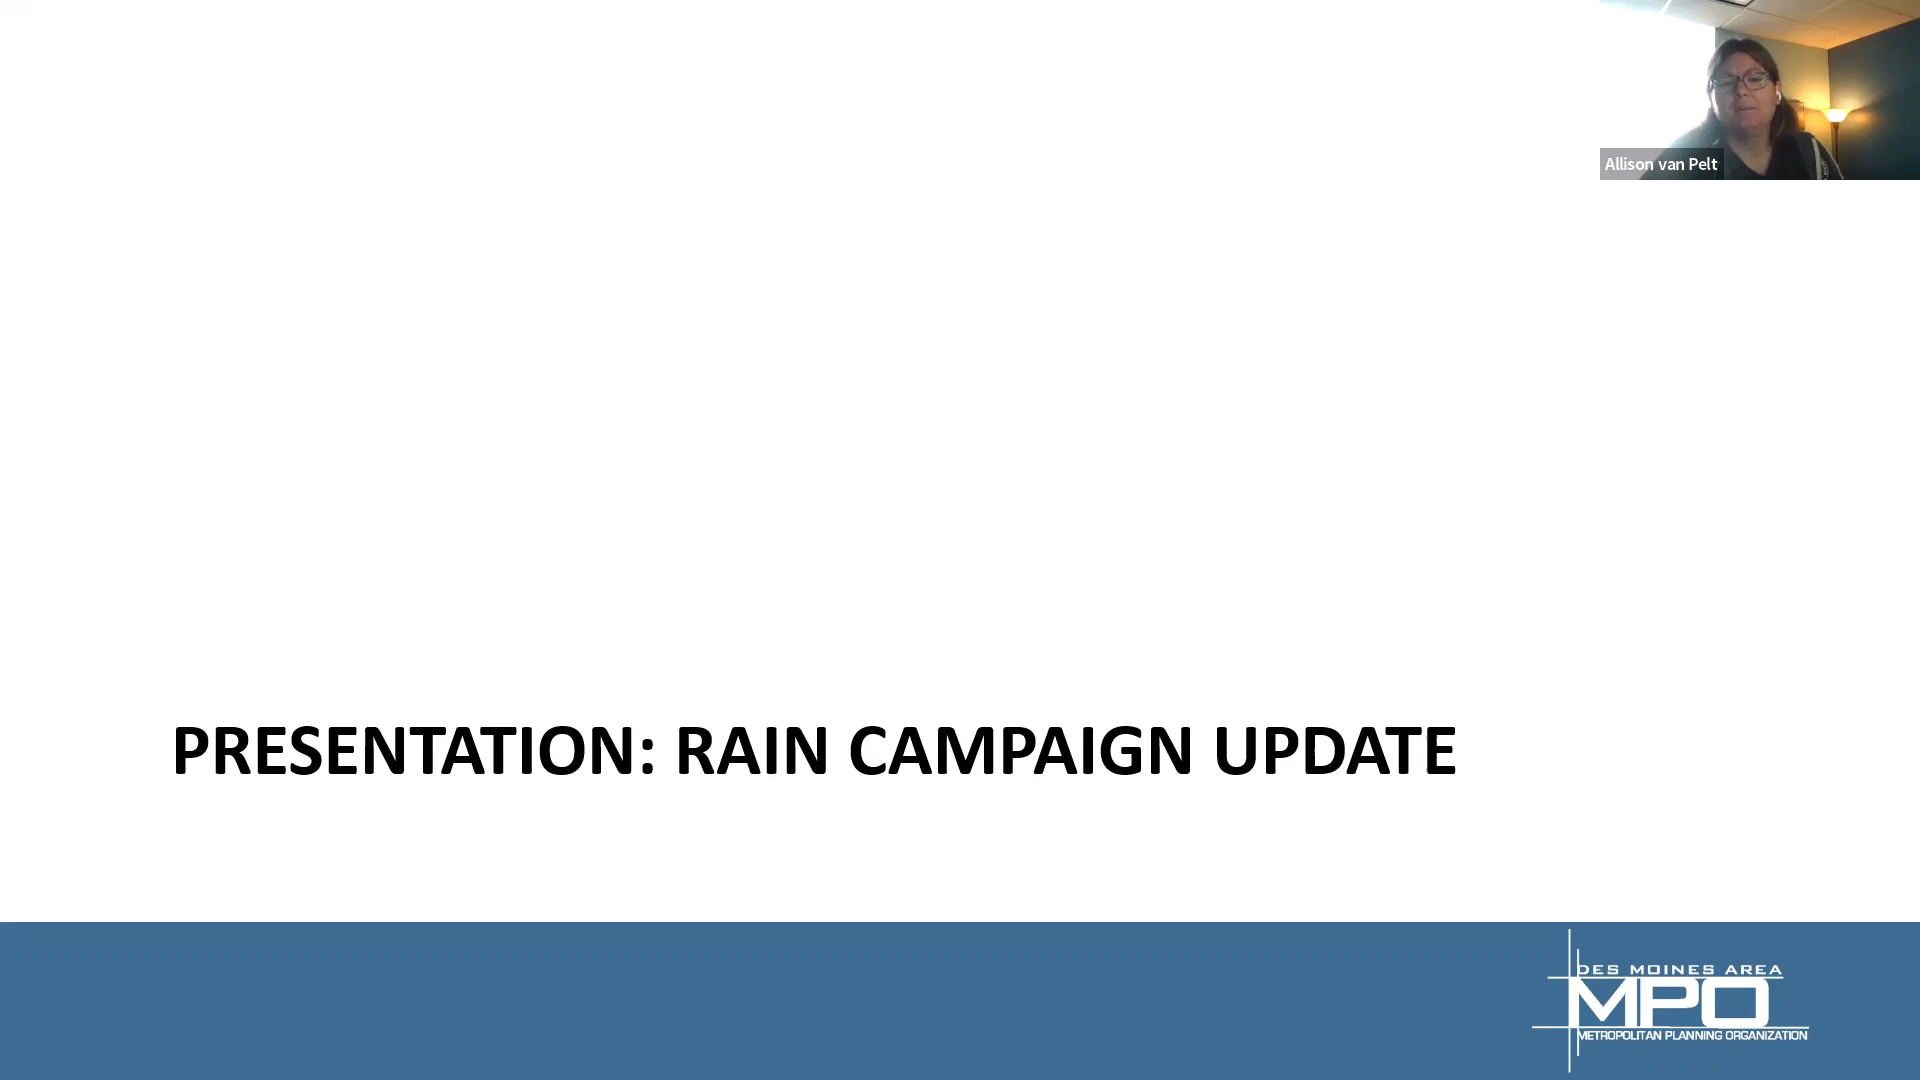 Allison van Pelt
PRESENTATION: RAIN CAMPAIGN UPDATE
DES MOINES AREA
MPO
METROPOLITAN PLANNING ORGANIZATION